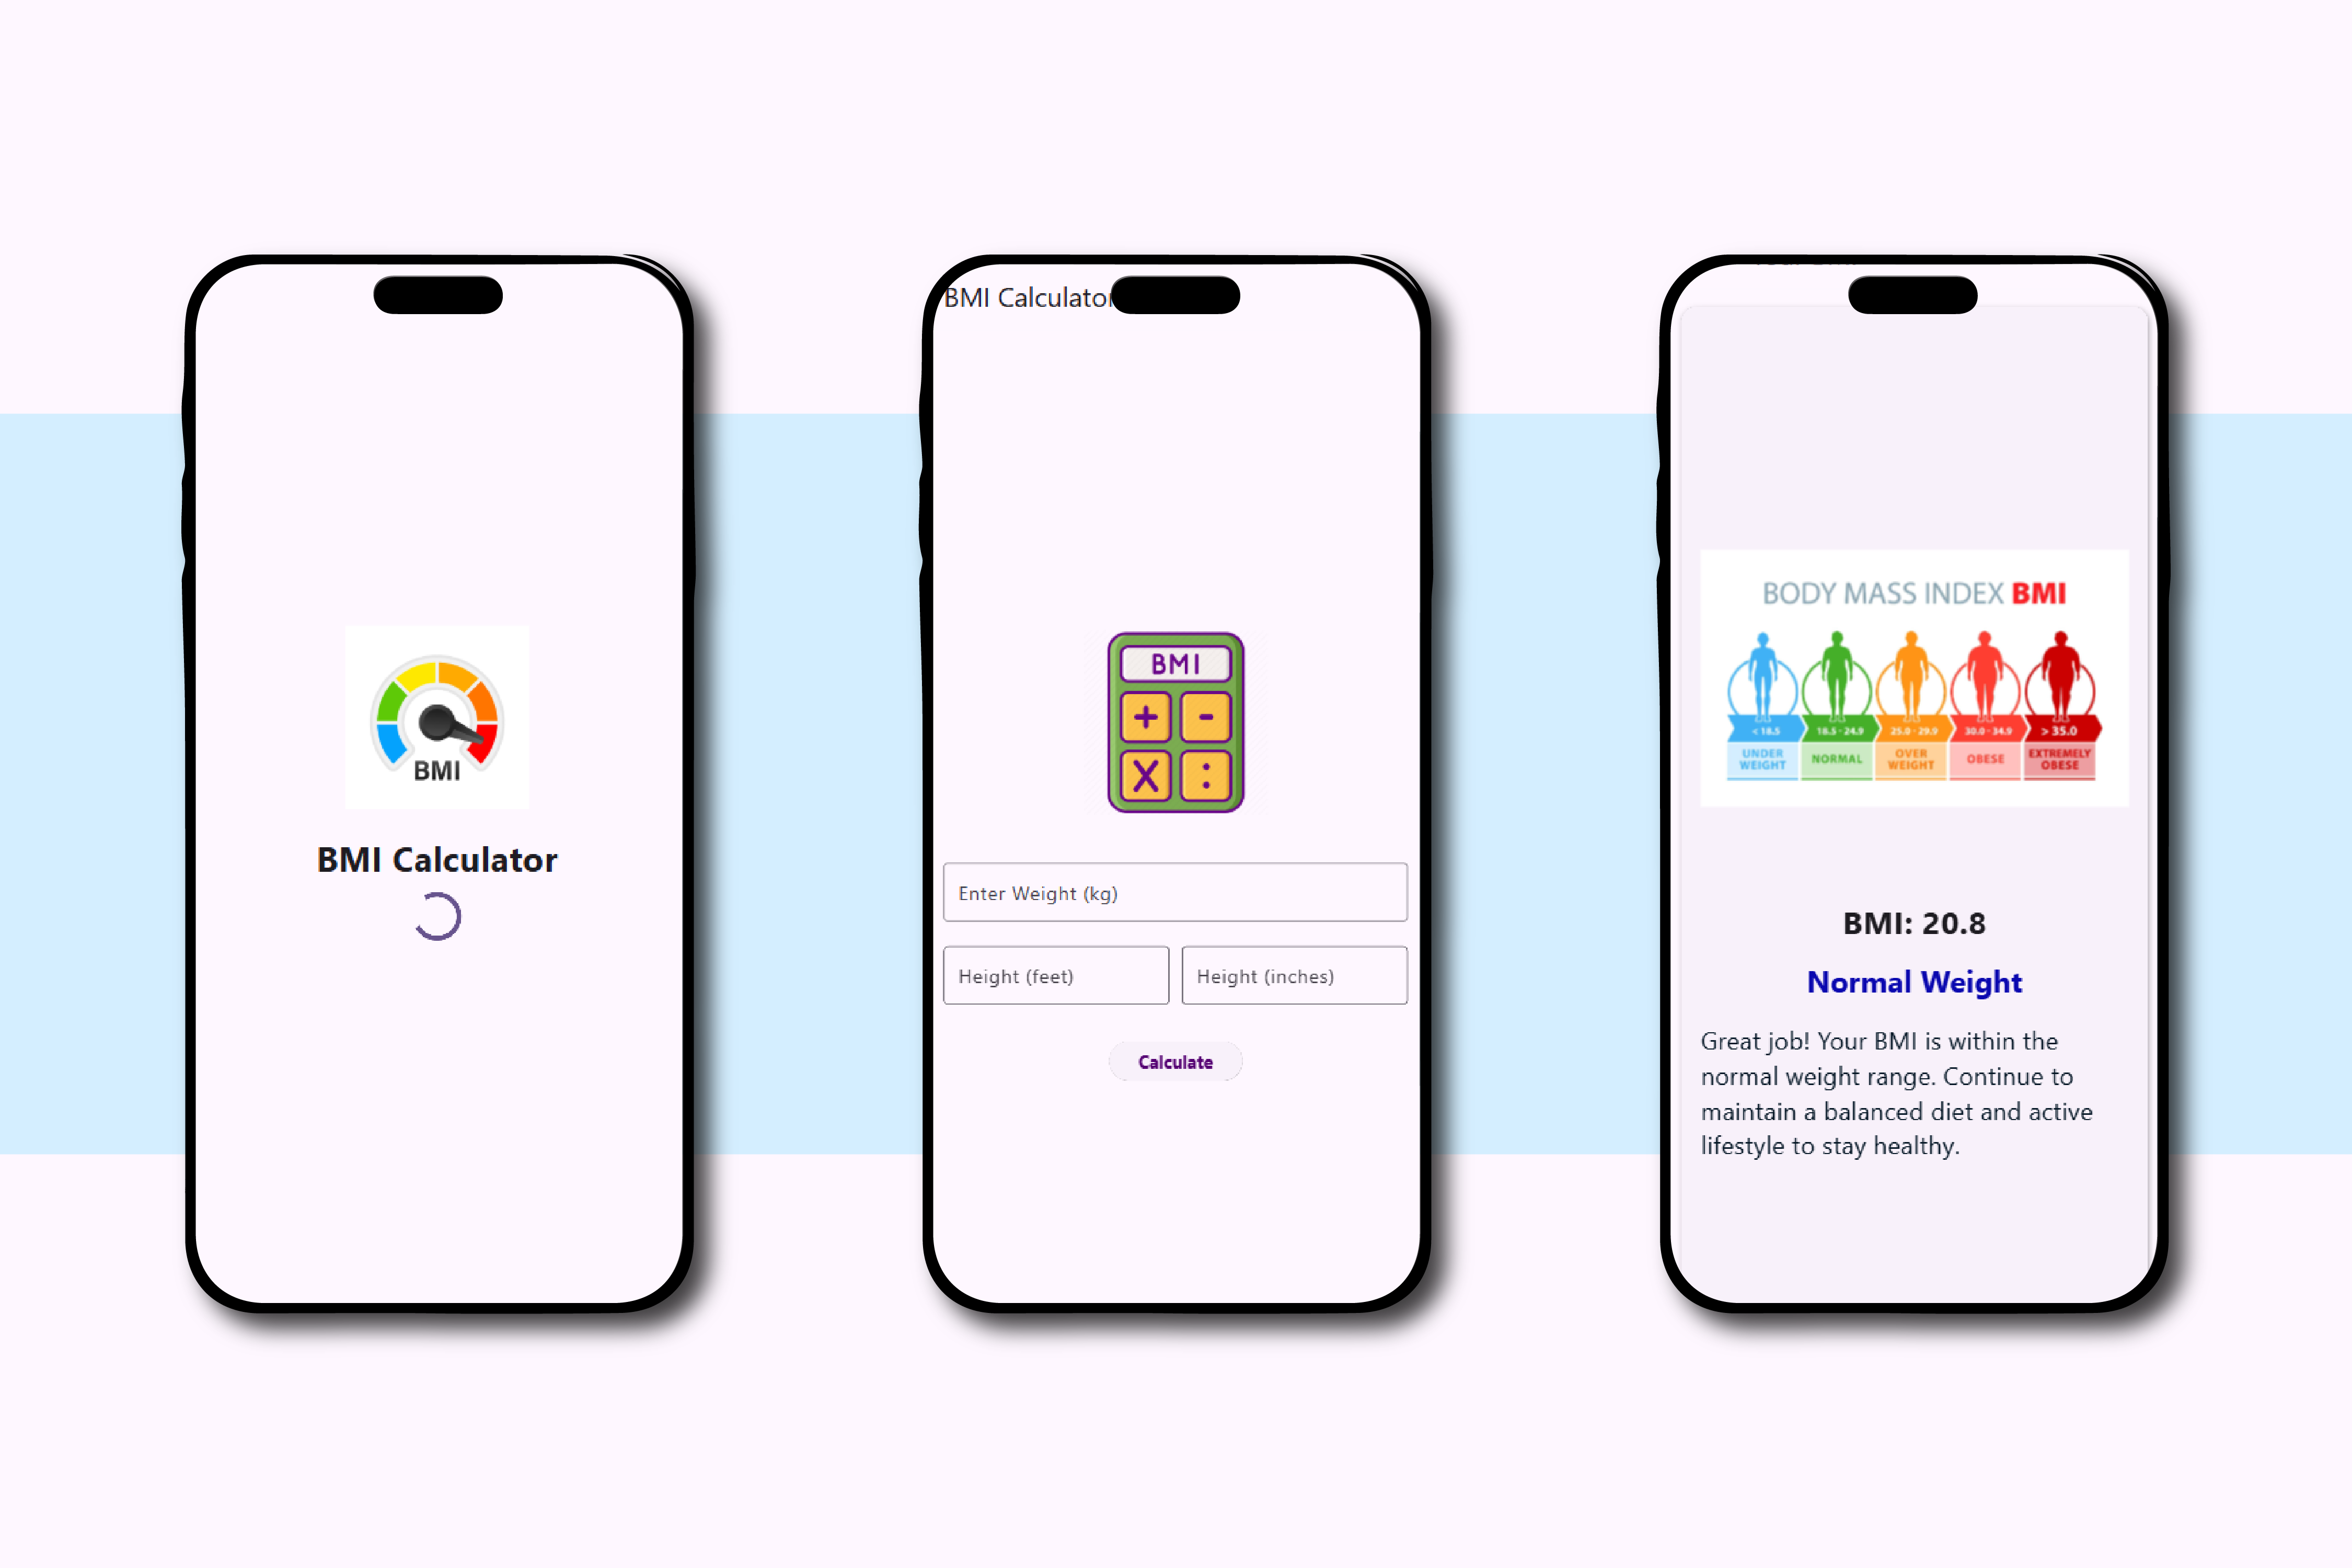 BMI
BMI Calculator
BMI Calculator
BMI
+ -
X :
Enter Weight (kg)
Height (feet) Height (inches)
Calculate
BODY MASS INDEX BMI
< 18.5 18.5 - 24.9 25.0 - 29.9 30.0 - 34.9 > 35.0
UNDER WEIGHT NORMAL OVER WEIGHT OBESE EXTREMELY OBESE
BMI: 20.8
Normal Weight
Great job! Your BMI is within the
normal weight range. Continue to
maintain a balanced diet and active
lifestyle to stay healthy.